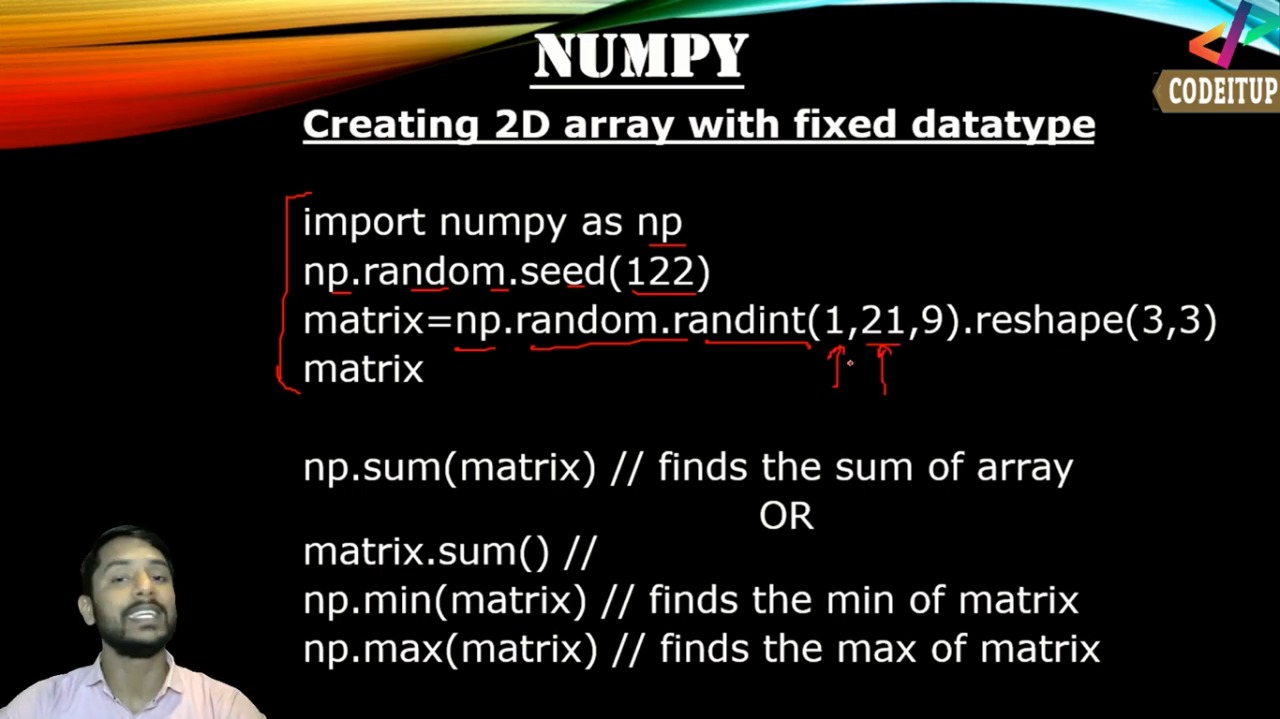 NUMPY
CODEITUP
Creating 2D array with fixed datatype
import numpy as np
np.random.seed(122)
matrix=np.random.randint(1,21,9).reshape(3,3)
matrix
np.sum(matrix) // finds the sum of array
OR
matrix.sum() //
np.min(matrix) // finds the min of matrix
np.max(matrix) // finds the max of matrix